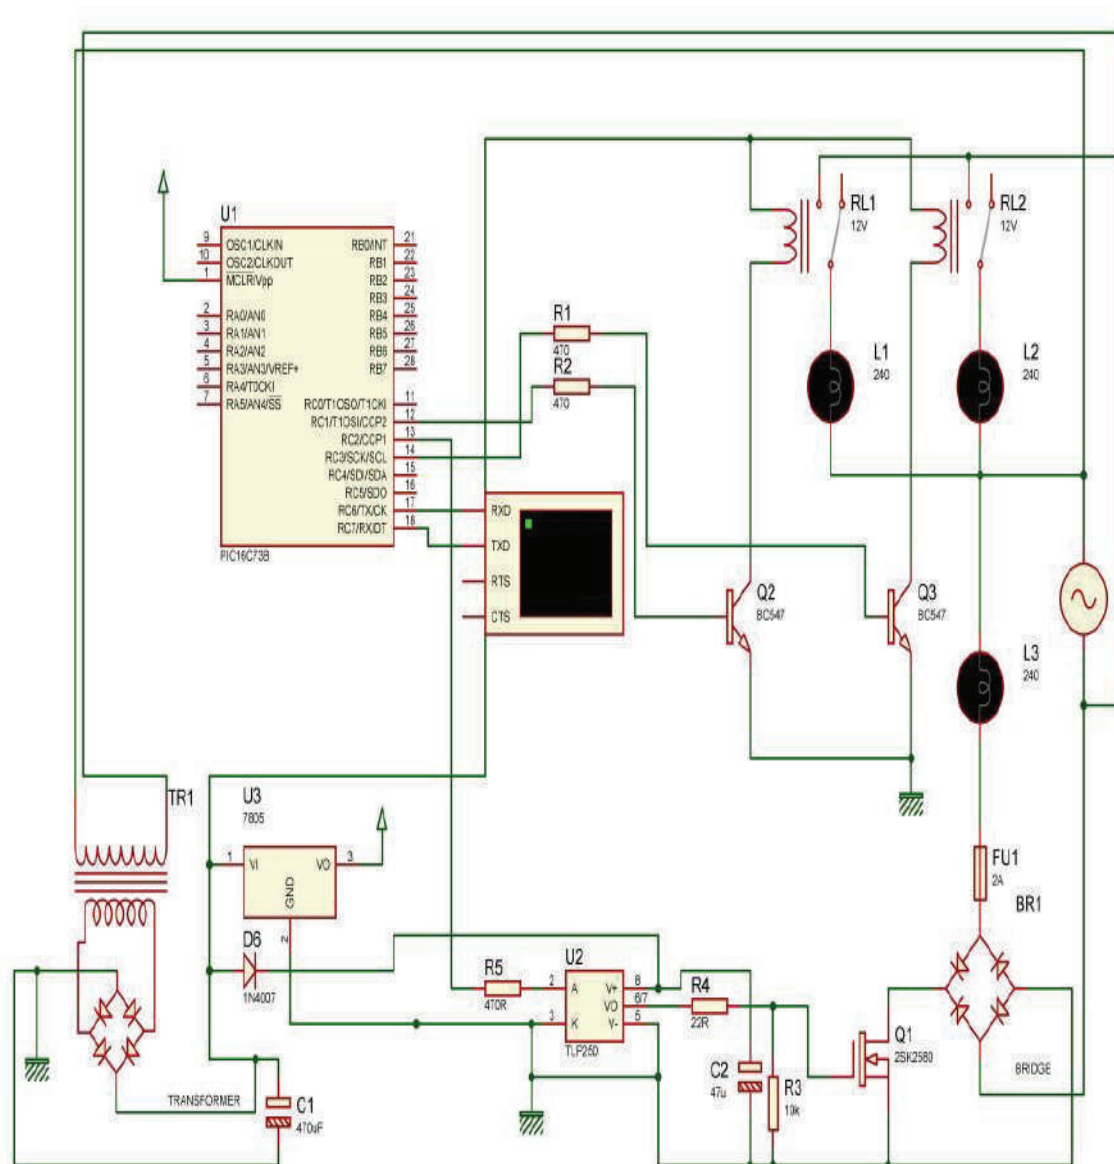 U1
9 OSC1/CLKIN RB0/INT 21
10 OSC2/CLKOUT RB1 22
1 MCLR/Vpp RB2 23
RB3 24
2 RA0/AN0 RB4 25
3 RA1/AN1 RB5 26
4 RA2/AN2 RB6 27
5 RA3/AN3/VREF+ RB7 28
6 RA4/T0CKI
7 RA5/AN4/SS RC0/T1OSO/T1CKI 11
RC1/T1OSI/CCP2 12
RC2/CCP1 13
RC3/SCK/SCL 14
RC4/SDI/SDA 15
RC5/SDO 16
RC6/TX/CK 17
RC7/RX/DT 18
PIC16C73B
R1
470
R2
470
RXD
TXD
RTS
CTS
RL1
12V
RL2
12V
L1
240
L2
240
Q2
BC547
Q3
BC547
L3
240
TR1
TRANSFORMER
U3
7805
1 VI VO 3
GND
2
D6
1N4007
C1
470uF
R5
470R
U2
2 A V+ 8
VO 6/7
3 K V- 5
TLP250
R4
22R
C2
47u
R3
10k
Q1
2SK2580
FU1
2A
BR1
BRIDGE